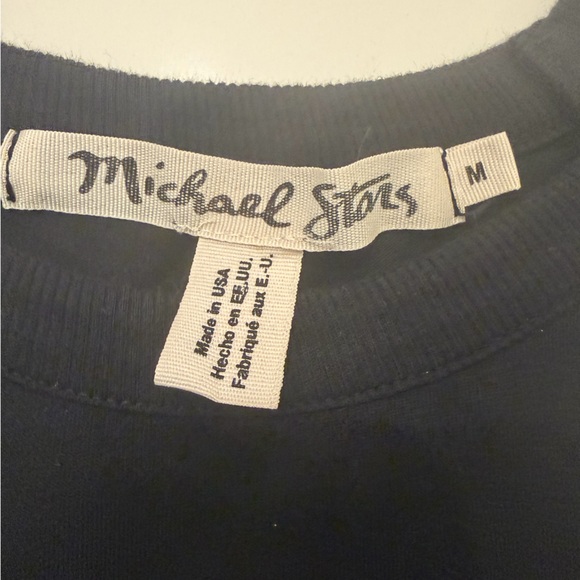 Michael Stars
M
Made in USA
Hecho en EE.UU.
Fabriqué aux E.-U.